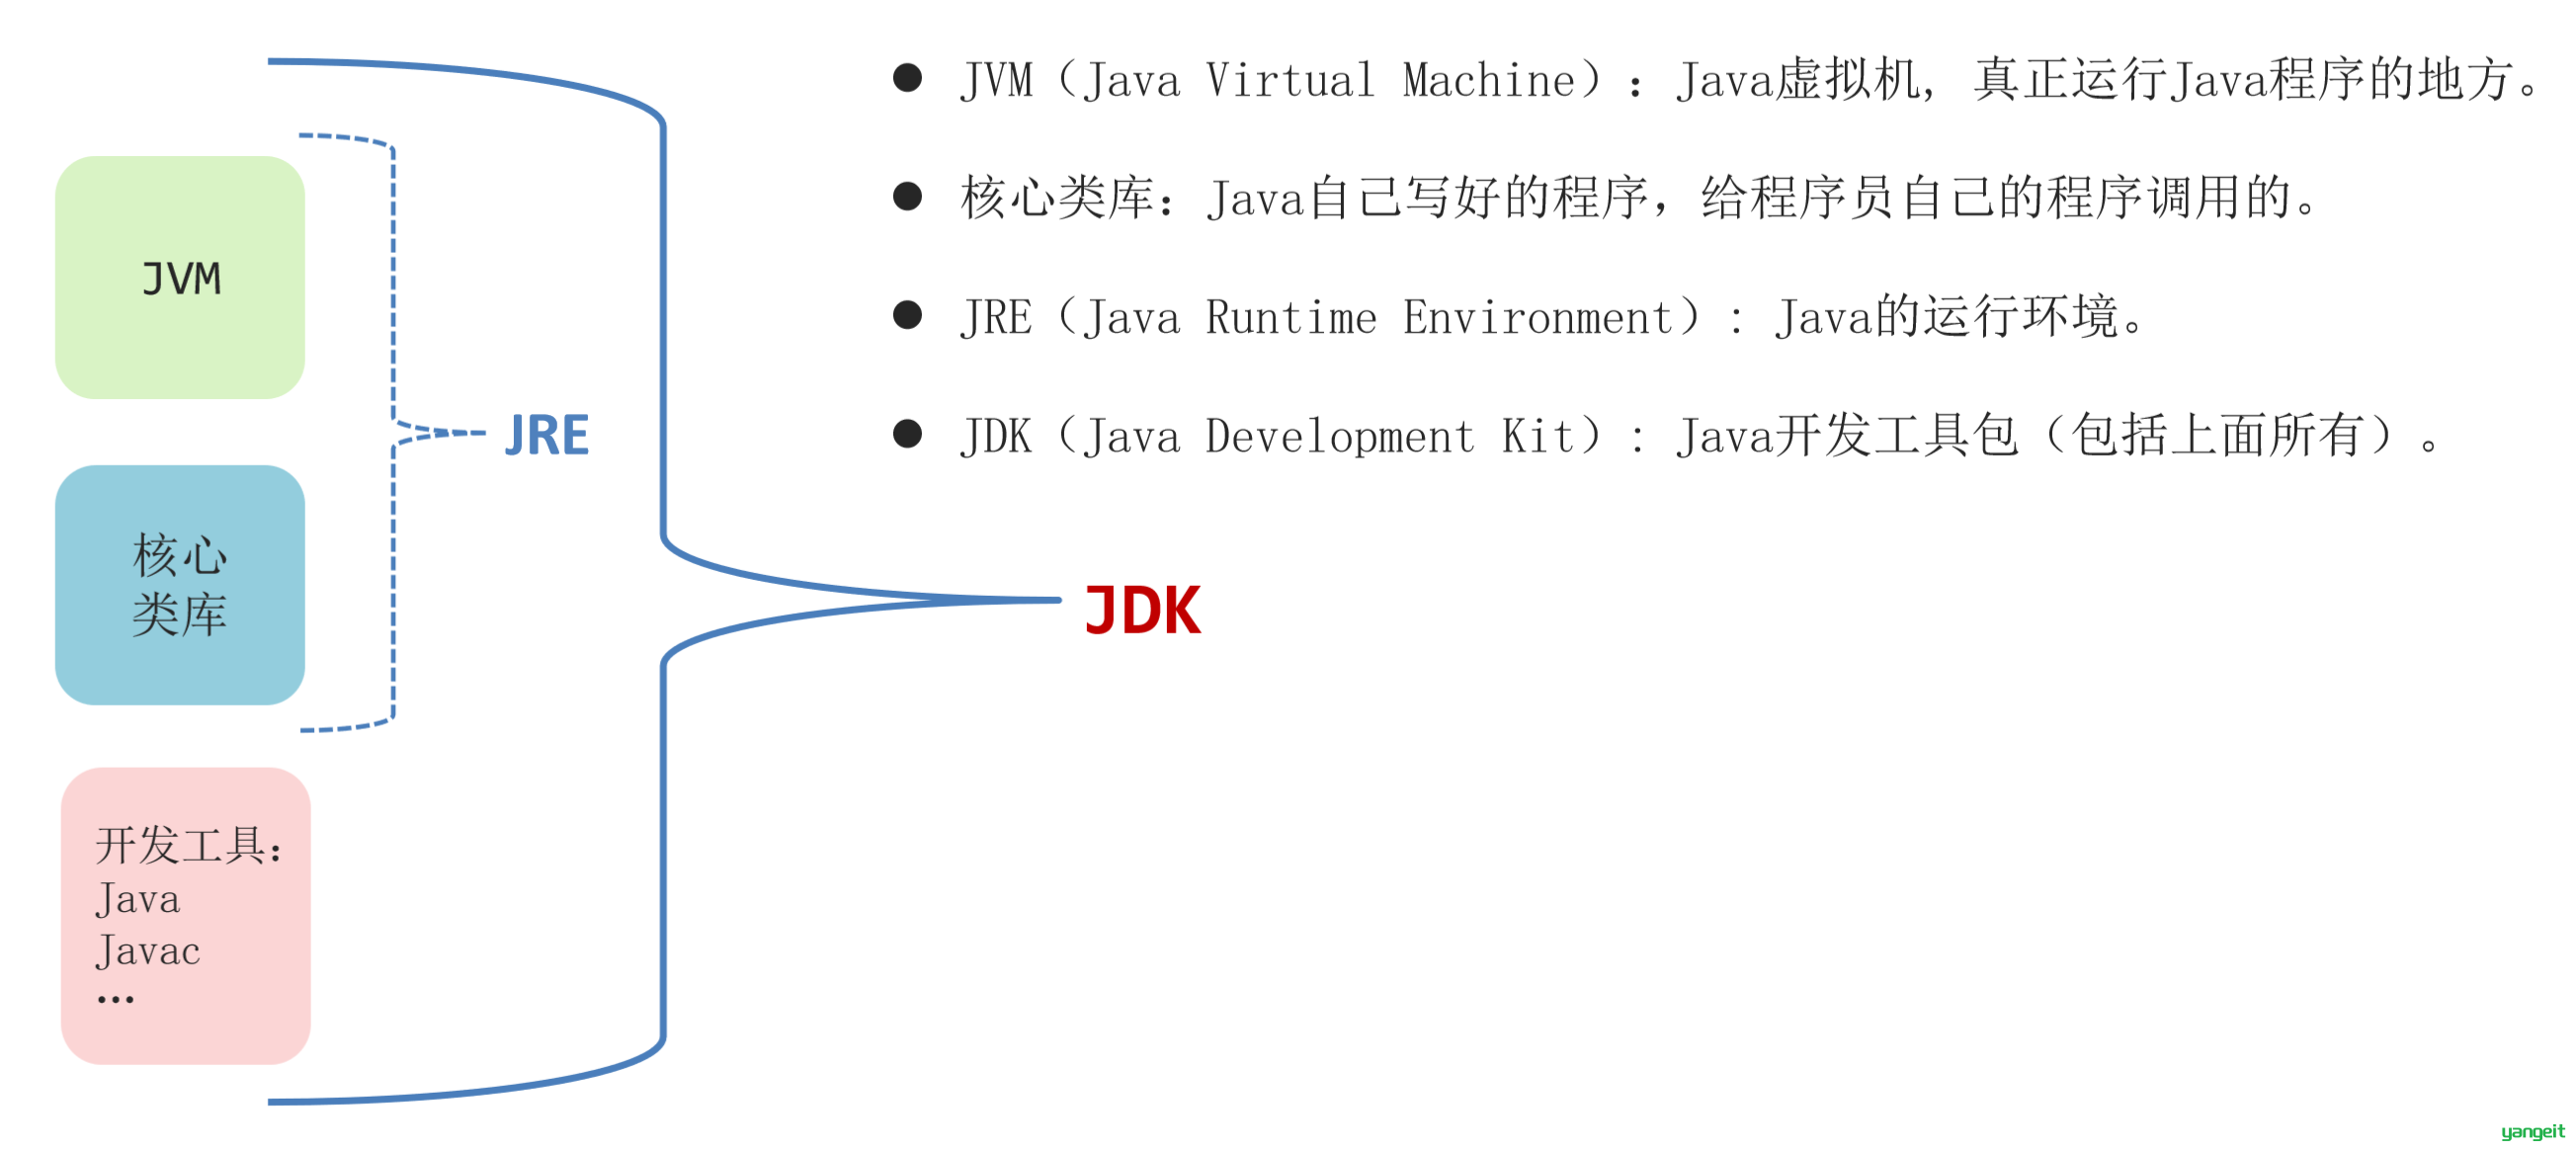 JVM
核心
类库
开发工具：
Java
Javac
…
JRE
JDK
● JVM（Java Virtual Machine）：Java虚拟机, 真正运行Java程序的地方。
● 核心类库：Java自己写好的程序，给程序员自己的程序调用的。
● JRE（Java Runtime Environment）: Java的运行环境。
● JDK（Java Development Kit）: Java开发工具包（包括上面所有）。
yangeit